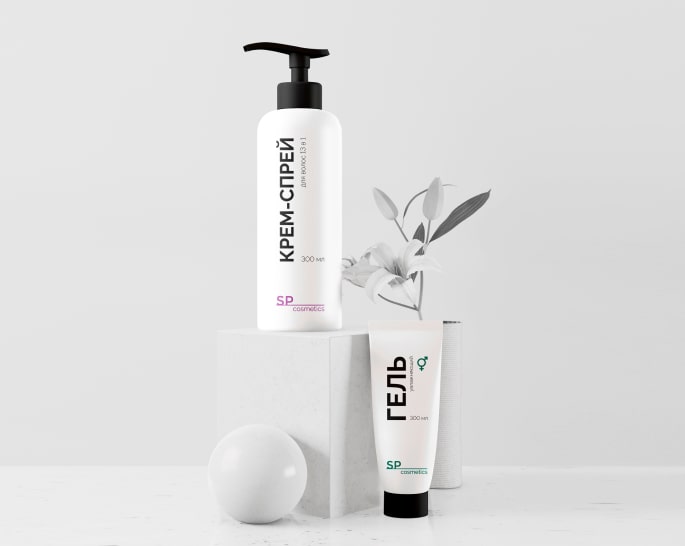 КРЕМ-СПРЕЙ
для волос 13 в 1
300 мл
SP
cosmetics
ГЕЛЬ
увлажняющий
300 мл
SP
cosmetics